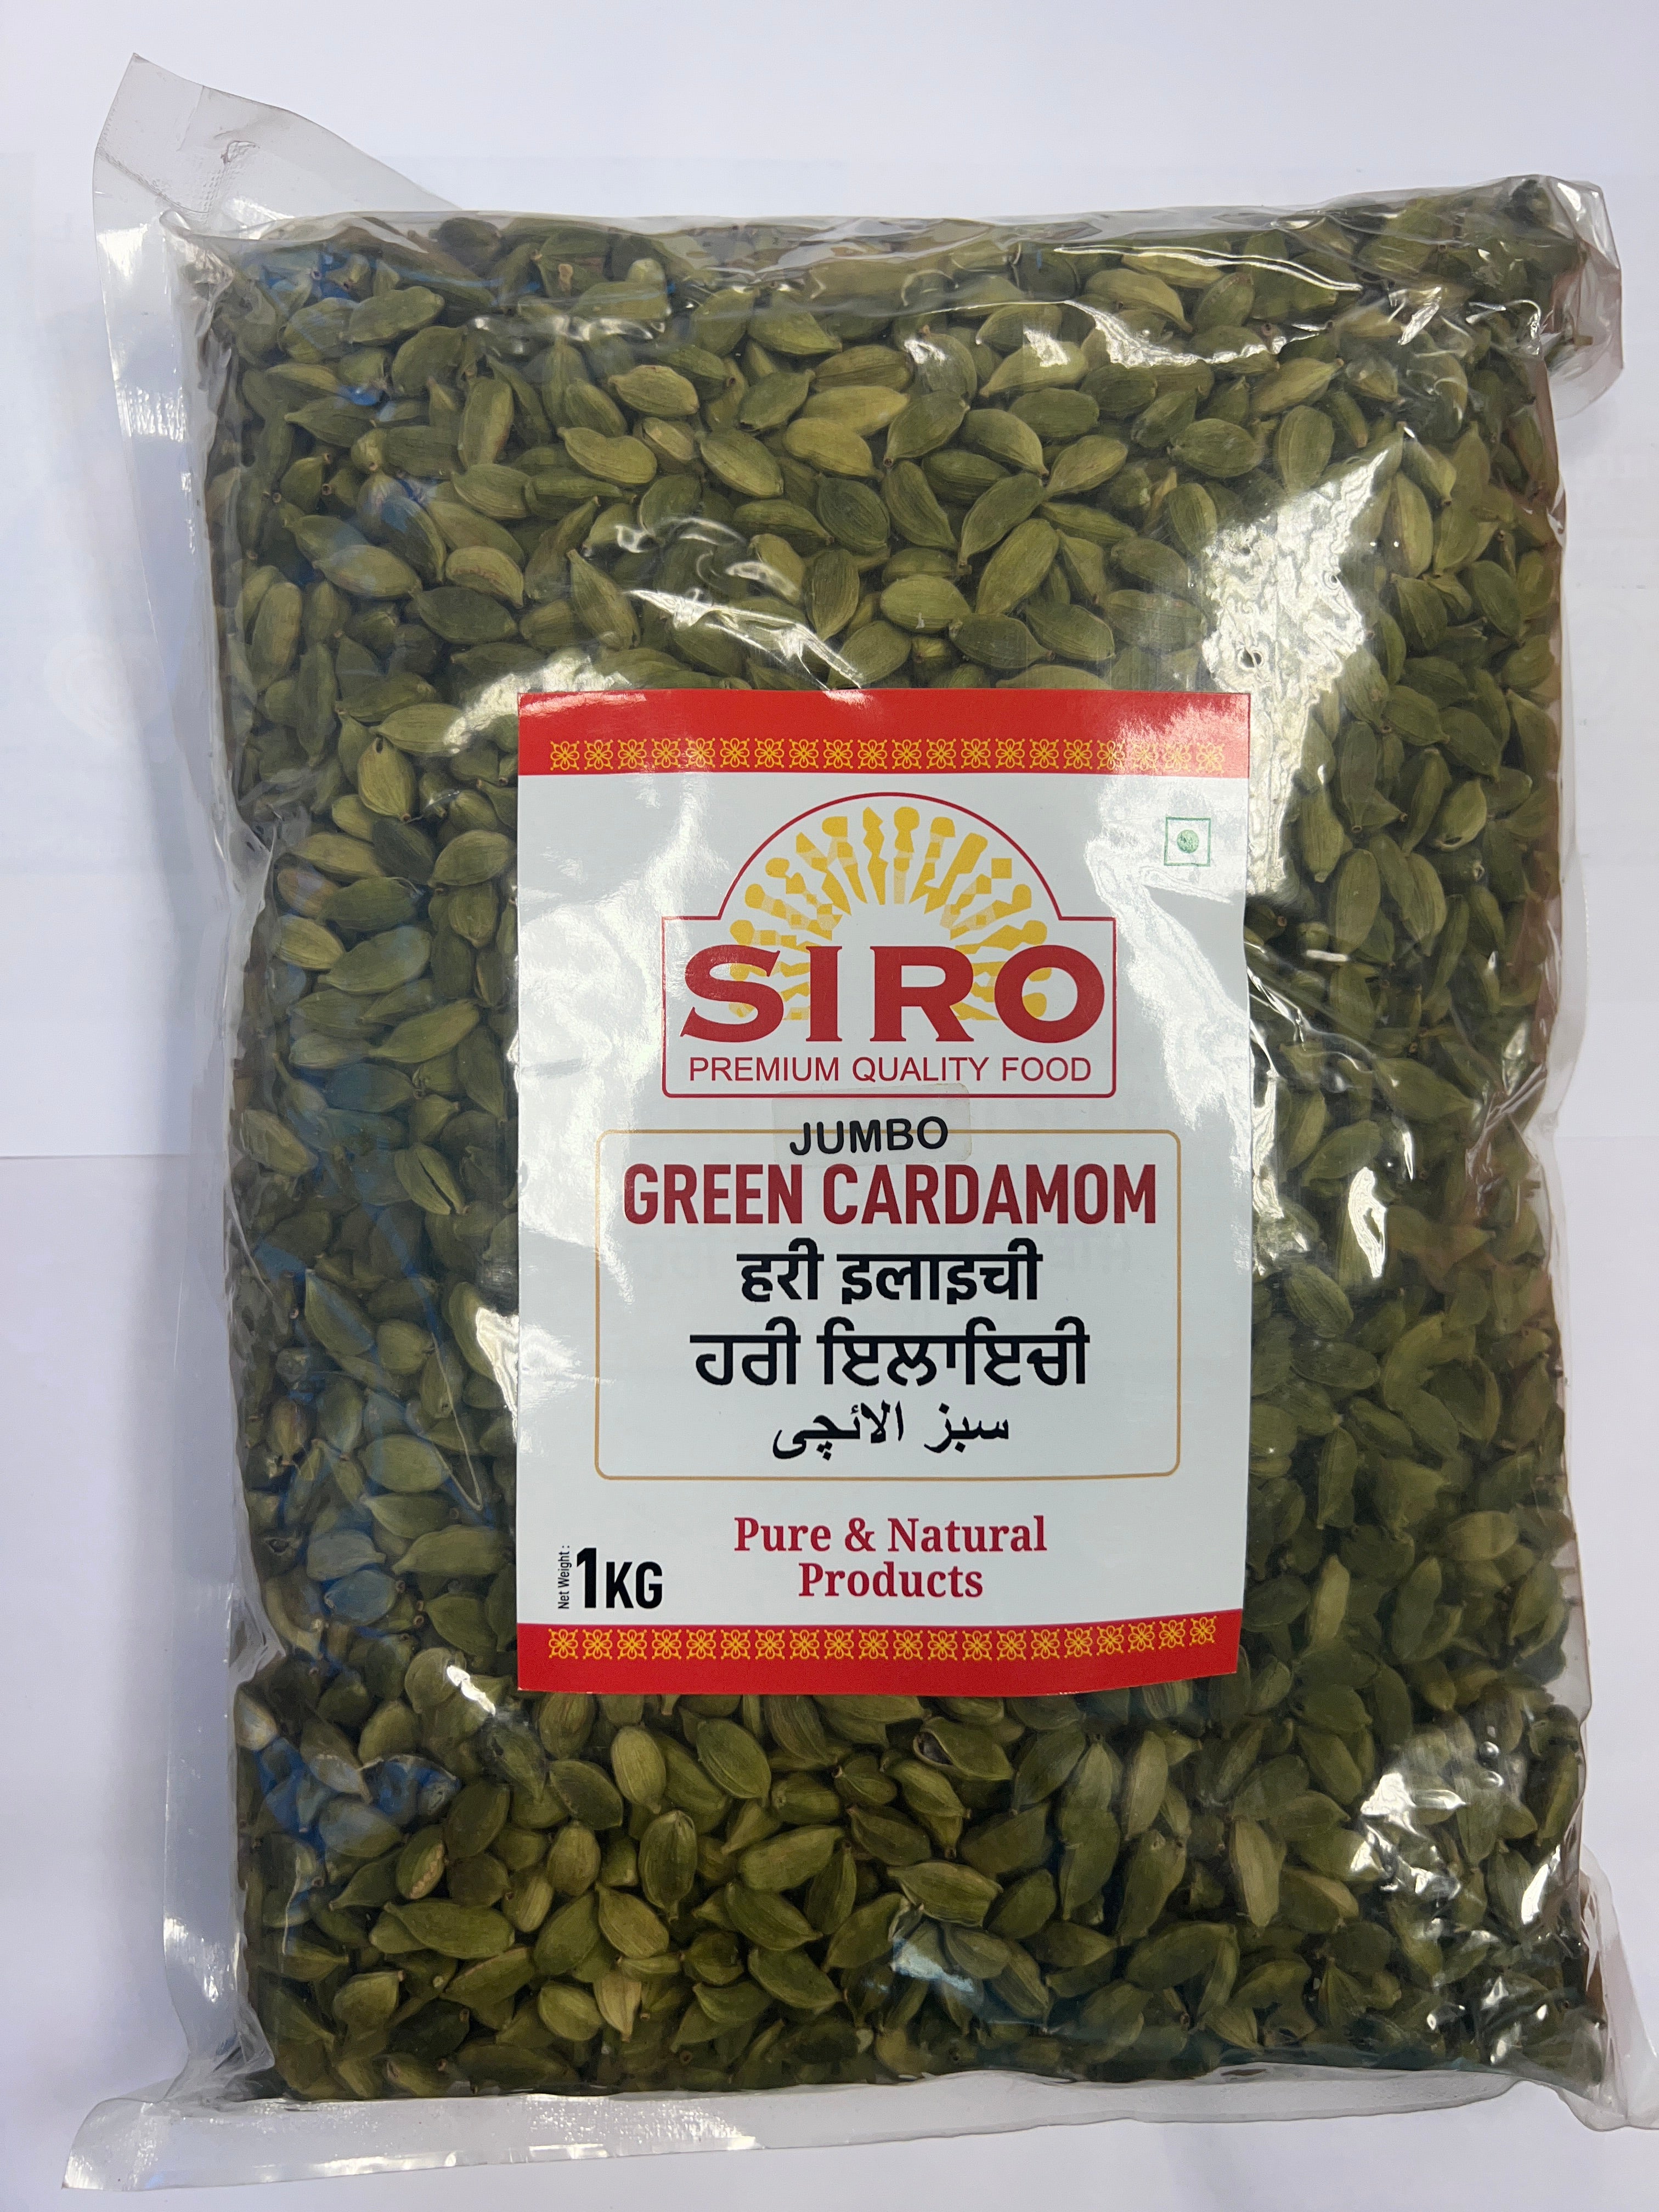 SIRO
PREMIUM QUALITY FOOD
JUMBO
GREEN CARDAMOM
हरी इलाइची
ਹਰੀ ਇਲਾਇਚੀ
سبز الائچی
Pure & Natural
Products
Net Weight:
1KG